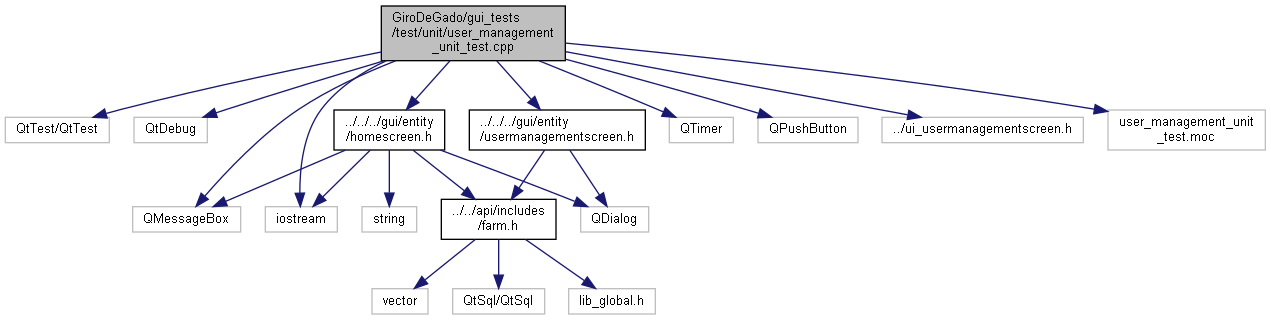 GiroDeGado/gui_tests
/test/unit/user_management
_unit_test.cpp
QtTest/QtTest
QtDebug
../../../gui/entity
/homescreen.h
../../../gui/entity
/usermanagementscreen.h
QTimer
QPushButton
../ui_usermanagementscreen.h
user_management_unit
_test.moc
QMessageBox
iostream
string
../../api/includes
/farm.h
QDialog
vector
QtSql/QtSql
lib_global.h